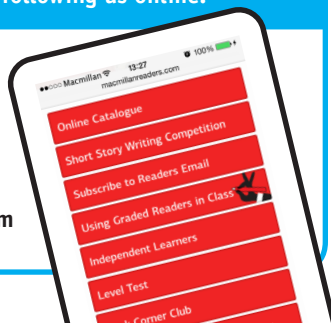 following us online.
Macmillan 13:27 100%
macmillanreaders.com
Online Catalogue
Short Story Writing Competition
Subscribe to Readers Email
Using Graded Readers in Class
Independent Learners
m
Level Test
Corner Club